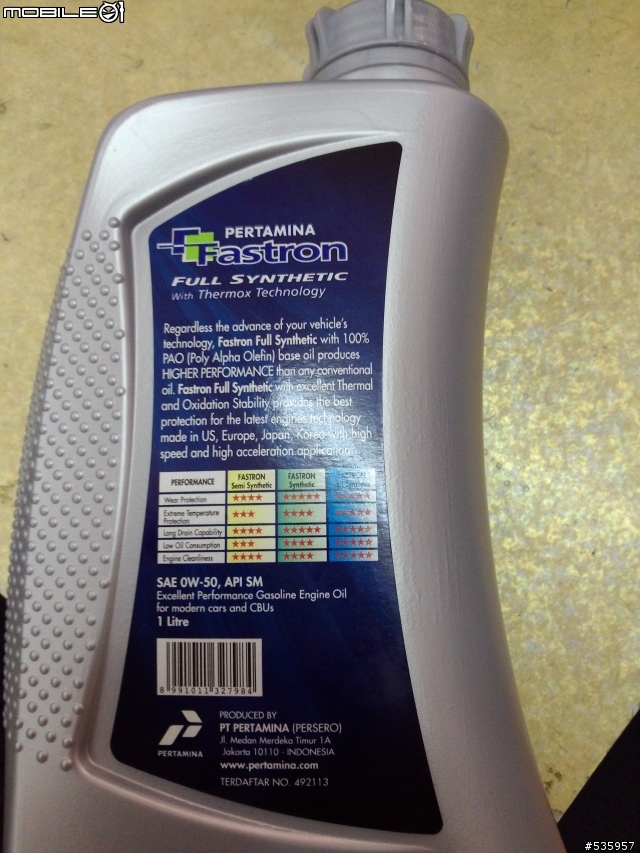 MOBILE01
PERTAMINA
Fastron
FULL SYNTHETIC
With Thermox Technology
Regardless the advance of your vehicle's
technology, Fastron Full Synthetic with 100%
PAO (Poly Alpha Olefin) base oil produces
HIGHER PERFORMANCE than any conventional
oil. Fastron Full Synthetic with excellent Thermal
and Oxidation Stability provides the best
protection for the latest engines technology
made in US, Europe, Japan, Korea with high
speed and high acceleration application.
PERFORMANCE FASTRON Semi Synthetic FASTRON Synthetic
Wear Protection ★★★★ ★★★★★ ★★★★★
Extreme Temperature Protection ★★★ ★★★★ ★★★★★
Long Drain Capability ★★★★ ★★★★★ ★★★★★
Low Oil Consumption ★★★ ★★★★ ★★★★★
Engine Cleanliness ★★★★ ★★★★ ★★★★★
SAE 0W-50, API SM
Excellent Performance Gasoline Engine Oil
for modern cars and CBUs
1 Litre
8 991011 327984
PERTAMINA
PRODUCED BY
PT PERTAMINA (PERSERO)
Jl. Medan Merdeka Timur 1A
Jakarta 10110 - INDONESIA
www.pertamina.com
TERDAFTAR NO. 492113
#535957